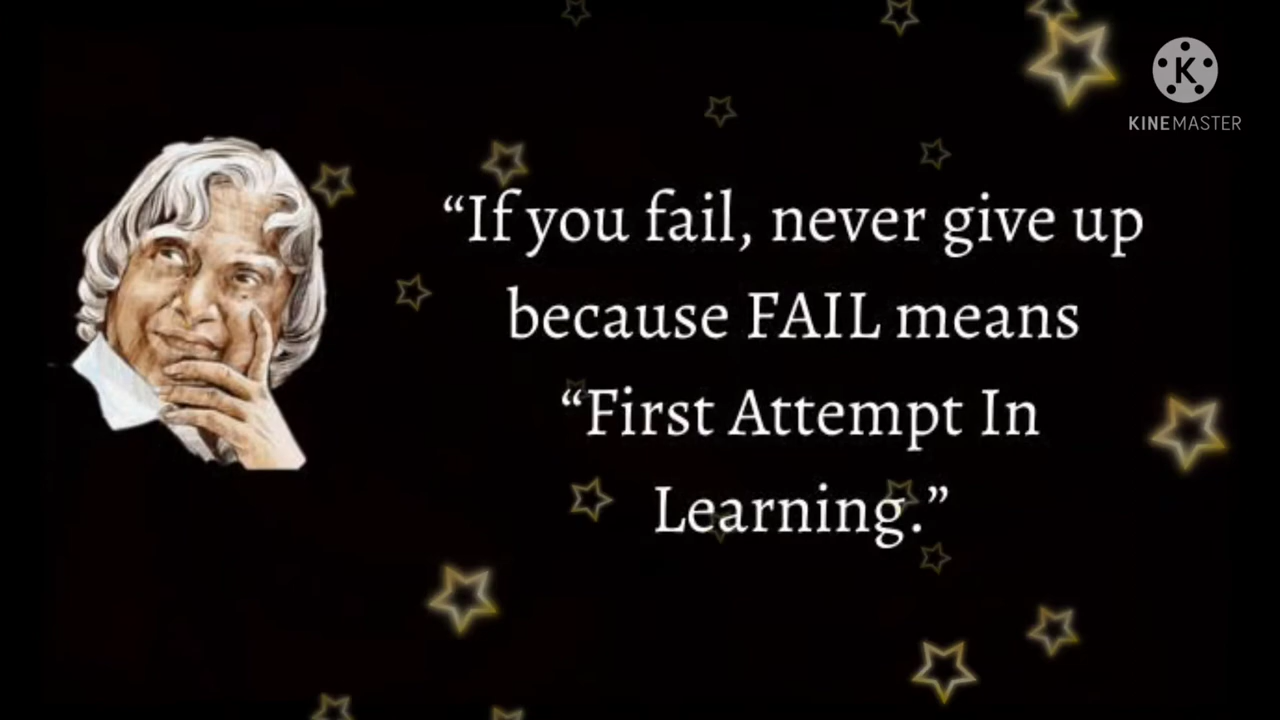 KINEMASTER
“If you fail, never give up
because FAIL means
“First Attempt In
Learning.”